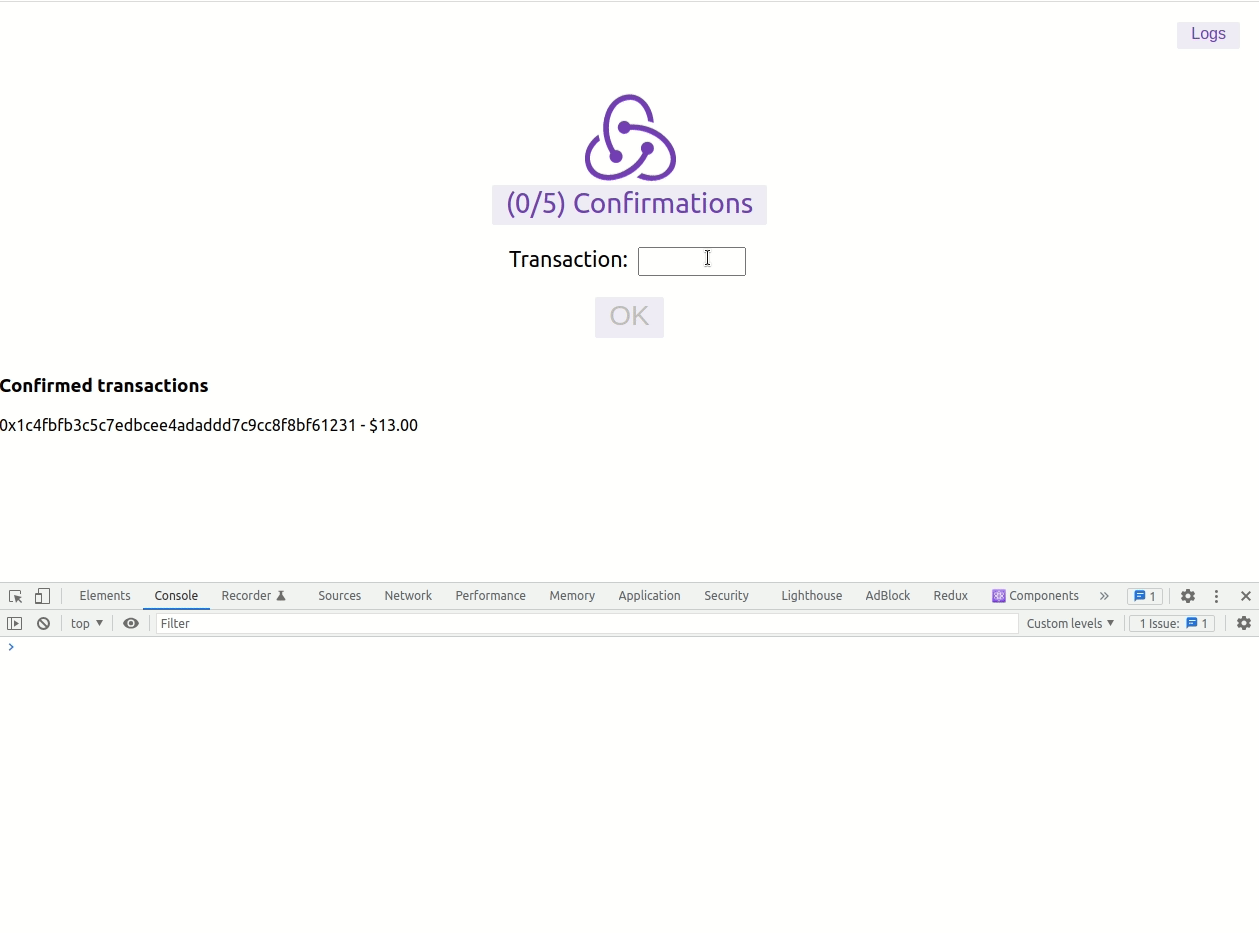 Logs
(0/5) Confirmations
Transaction:
OK
Confirmed transactions
0x1c4fbfb3c5c7edbcee4adaddd7c9cc8f8bf61231 - $13.00
Elements Console Recorder Sources Network Performance Memory Application Security Lighthouse AdBlock Redux Components » 1
top Filter Custom levels 1 Issue: 1